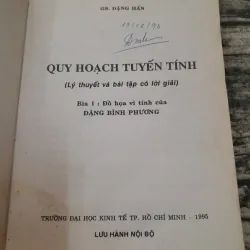 GS. ĐẶNG HẤN
QUY HOẠCH TUYẾN TÍNH
(Lý thuyết và bài tập có lời giải)
Bìa 1 : Đồ họa vi tính của
ĐẶNG BÌNH PHƯƠNG
TRƯỜNG ĐẠI HỌC KINH TẾ TP. HỒ CHÍ MINH - 1995
LƯU HÀNH NỘI BỘ